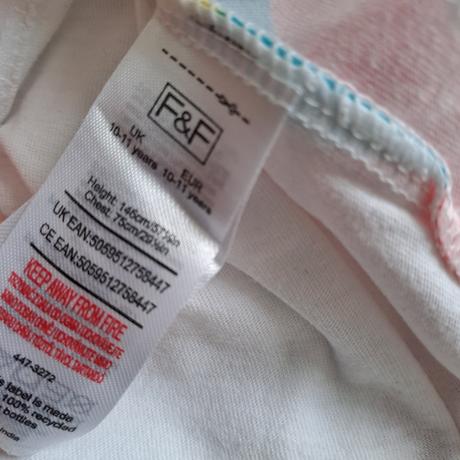 F&F
UK EUR
10-11 years 10-11 years
Height: 146cm/57½in
Chest: 75cm/29½in
UK EAN:5059512758447
CE EAN:5059512758447
KEEP AWAY FROM FIRE
447-3272
label is made
100% recycled
bottles
India